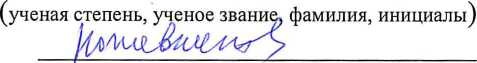 (ученая степень, ученое звание, фамилия, инициалы)